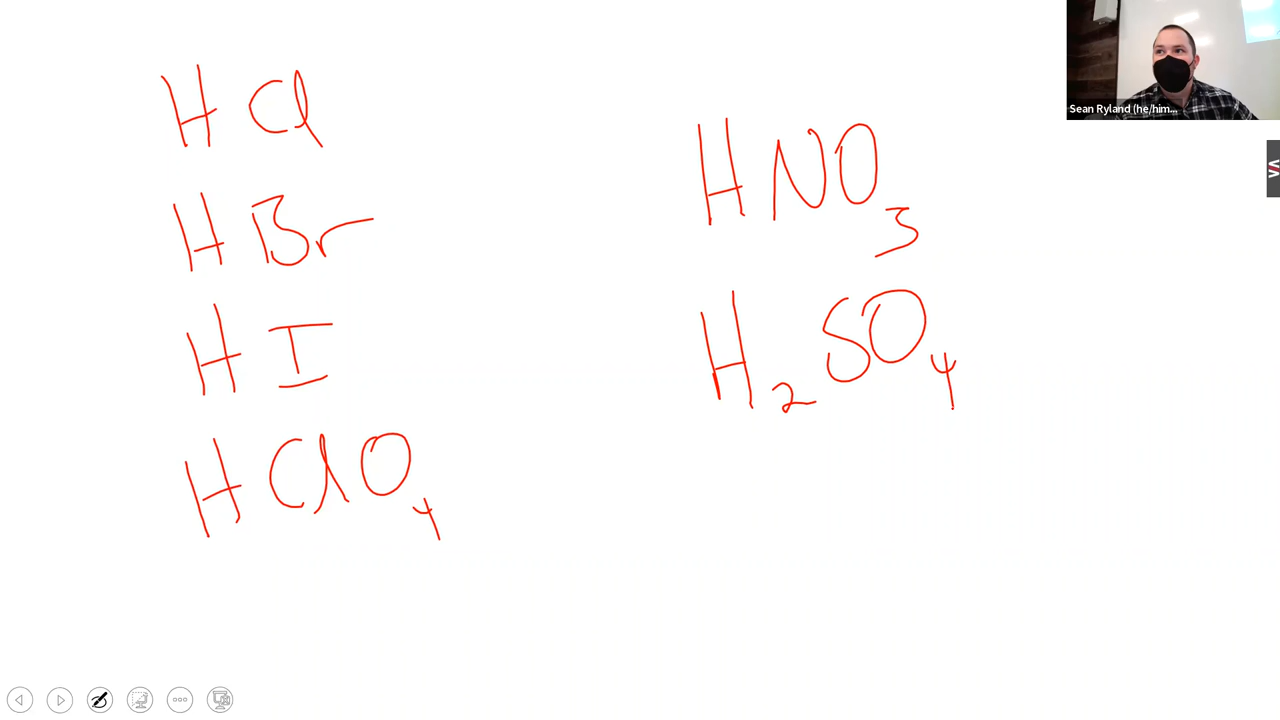 HCl
HBr
HI
HClO₄
HNO₃
H₂SO₄
Sean Ryland (he/him...